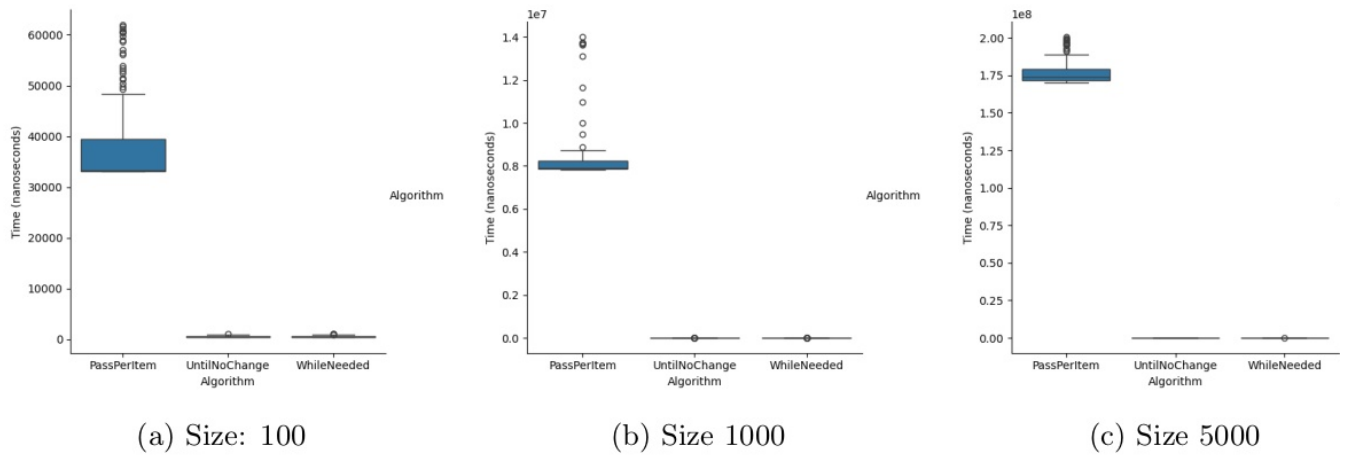 60000
50000
40000
30000
20000
10000
0
Time (nanoseconds)
PassPerItem UntilNoChange WhileNeeded
Algorithm
Algorithm
(a) Size: 100
1e7
1.4
1.2
1.0
0.8
0.6
0.4
0.2
0.0
Time (nanoseconds)
PassPerItem UntilNoChange WhileNeeded
Algorithm
Algorithm
(b) Size 1000
1e8
2.00
1.75
1.50
1.25
1.00
0.75
0.50
0.25
0.00
Time (nanoseconds)
PassPerItem UntilNoChange WhileNeeded
Algorithm
(c) Size 5000